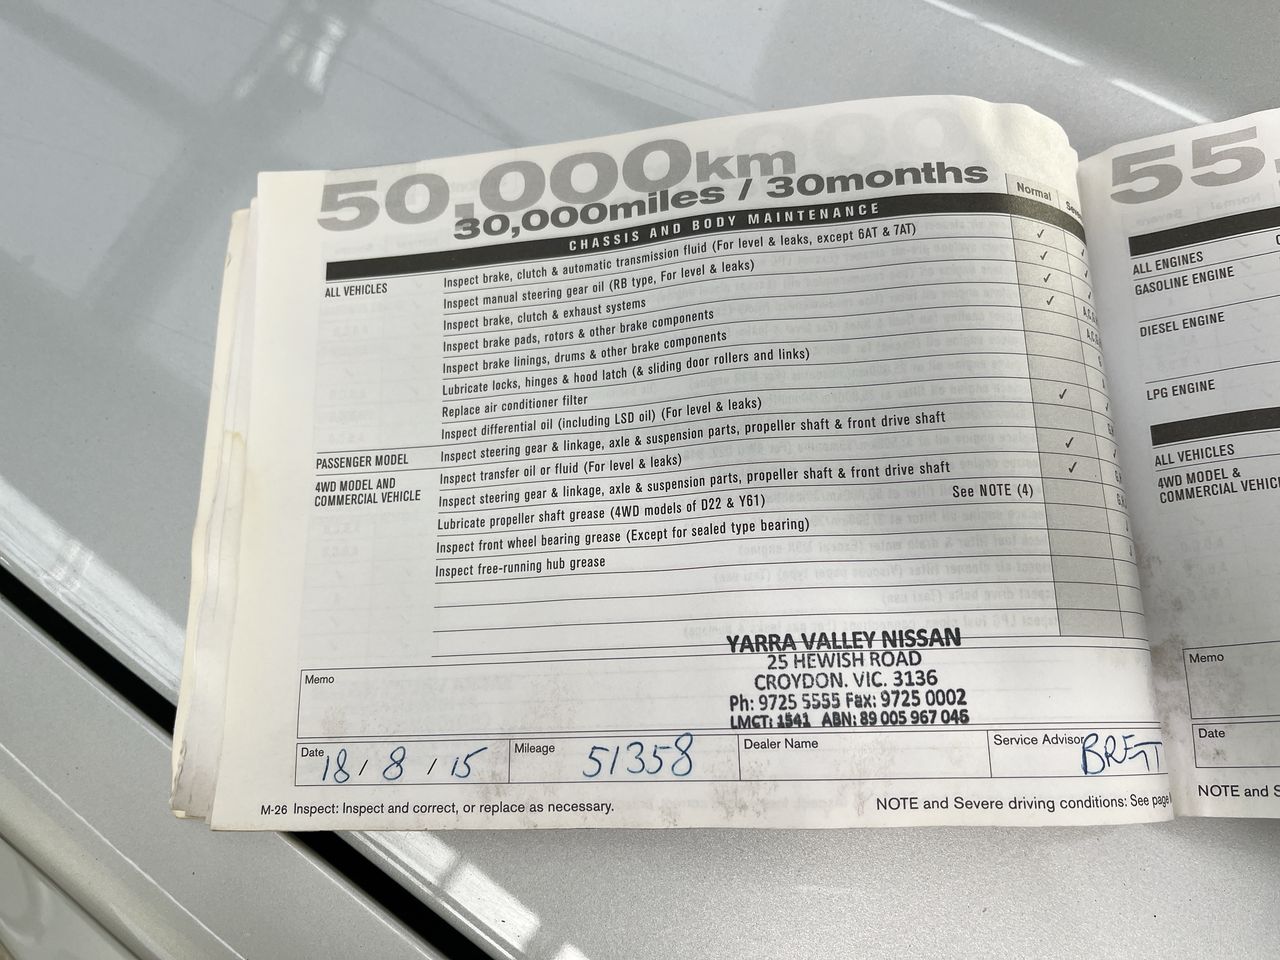 50,000km
30,000miles / 30months
CHASSIS AND BODY MAINTENANCE
Normal
ALL VEHICLES
Inspect brake, clutch & automatic transmission fluid (For level & leaks, except 6AT & 7AT) ✓
Inspect manual steering gear oil (RB type, For level & leaks) ✓
Inspect brake, clutch & exhaust systems ✓
Inspect brake pads, rotors & other brake components ✓
Inspect brake linings, drums & other brake components
Lubricate locks, hinges & hood latch (& sliding door rollers and links)
Replace air conditioner filter
Inspect differential oil (including LSD oil) (For level & leaks) ✓
PASSENGER MODEL
Inspect steering gear & linkage, axle & suspension parts, propeller shaft & front drive shaft
4WD MODEL AND
COMMERCIAL VEHICLE
Inspect transfer oil or fluid (For level & leaks) ✓
Inspect steering gear & linkage, axle & suspension parts, propeller shaft & front drive shaft ✓
Lubricate propeller shaft grease (4WD models of D22 & Y61) See NOTE (4)
Inspect front wheel bearing grease (Except for sealed type bearing)
Inspect free-running hub grease
Memo
YARRA VALLEY NISSAN
25 HEWISH ROAD
CROYDON. VIC. 3136
Ph: 9725 5555 Fax: 9725 0002
LMCT: 1541 ABN: 89 005 967 046
Date 18 / 8 / 15 Mileage 51358 Dealer Name Service Advisor BRETT
M-26 Inspect: Inspect and correct, or replace as necessary. NOTE and Severe driving conditions: See page
55,
ALL ENGINES
GASOLINE ENGINE
DIESEL ENGINE
LPG ENGINE
ALL VEHICLES
4WD MODEL &
COMMERCIAL VEHIC
Memo
Date
NOTE and S